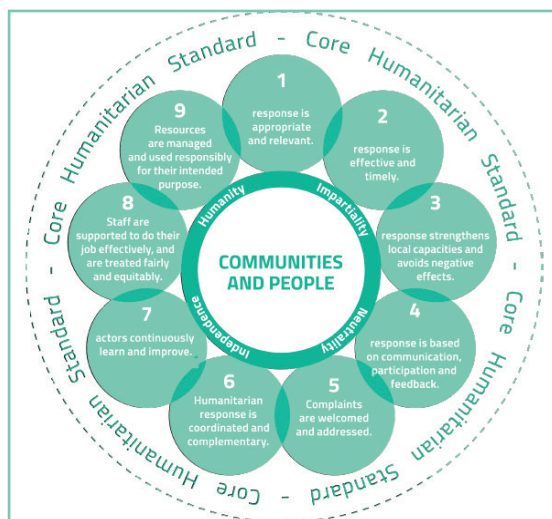 Core Humanitarian Standard - Core Humanitarian Standard - Core Humanitarian Standard - Core Humanitarian Standard -
1
response is
appropriate
and relevant.
2
response is
effective and
timely.
3
response strengthens
local capacities and
avoids negative
effects.
4
response is based
on communication,
participation and
feedback.
5
Complaints
are welcomed
and addressed.
6
Humanitarian
response is
coordinated and
complementary.
7
actors continuously
learn and improve.
8
Staff are
supported to do their
job effectively, and
are treated fairly
and equitably.
9
Resources
are managed
and used responsibly
for their intended
purpose.
Humanity
Impartiality
Neutrality
Independence
COMMUNITIES
AND PEOPLE